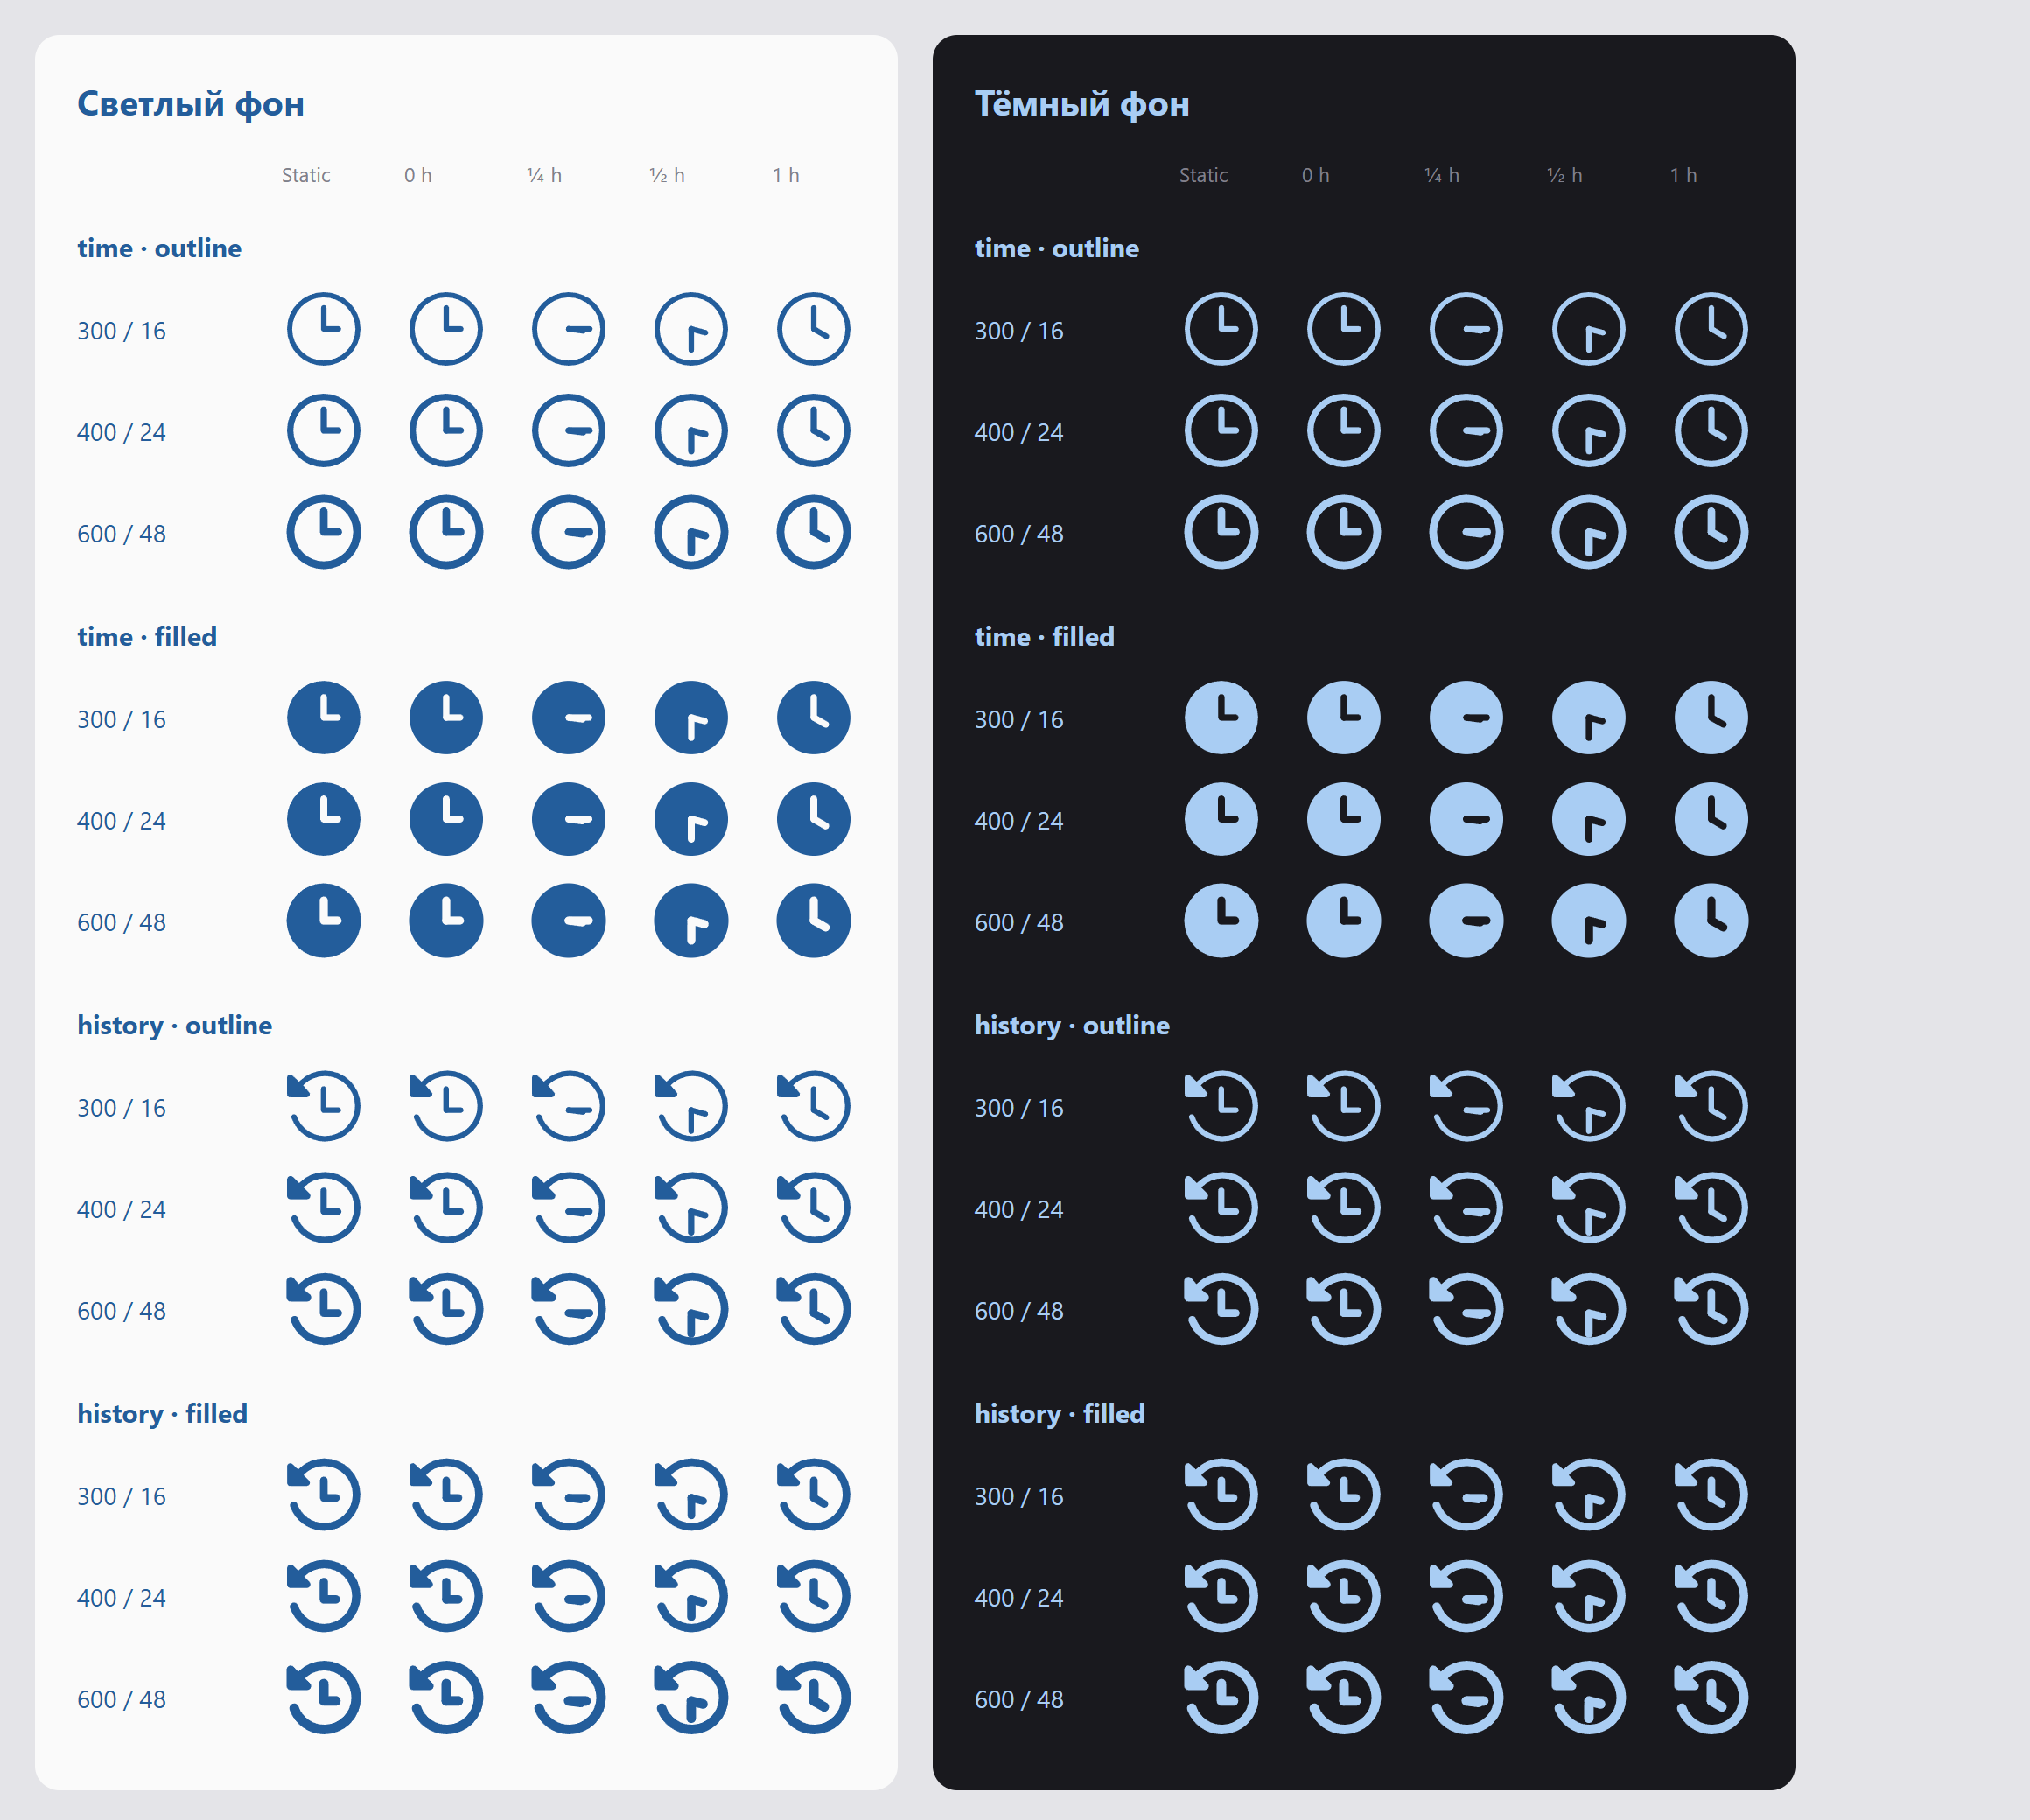 Светлый фон
Static 0 h ¼ h ½ h 1 h
time · outline
300 / 16
400 / 24
600 / 48
time · filled
300 / 16
400 / 24
600 / 48
history · outline
300 / 16
400 / 24
600 / 48
history · filled
300 / 16
400 / 24
600 / 48
Тёмный фон
Static 0 h ¼ h ½ h 1 h
time · outline
300 / 16
400 / 24
600 / 48
time · filled
300 / 16
400 / 24
600 / 48
history · outline
300 / 16
400 / 24
600 / 48
history · filled
300 / 16
400 / 24
600 / 48